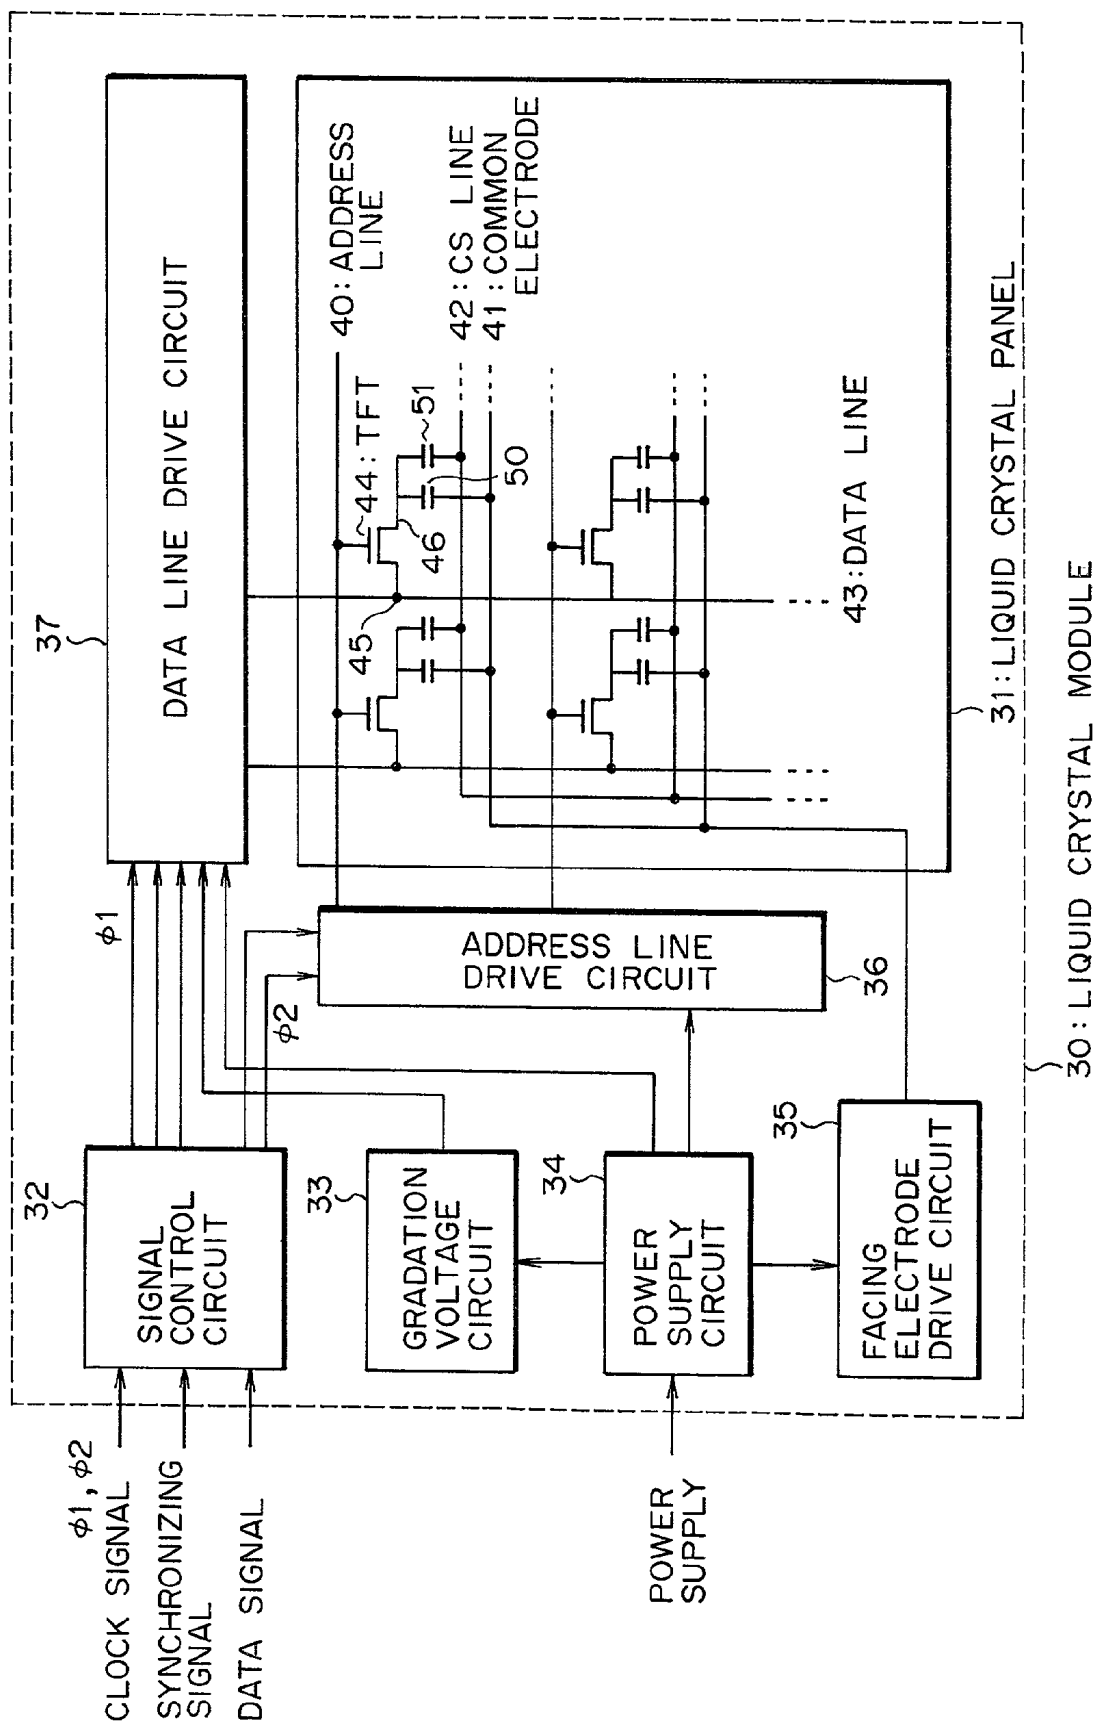 37
DATA LINE DRIVE CIRCUIT
ϕ1, ϕ2
CLOCK SIGNAL
SYNCHRONIZING
SIGNAL
DATA SIGNAL
32
SIGNAL
CONTROL
CIRCUIT
ϕ1
ϕ2
33
GRADATION
VOLTAGE
CIRCUIT
34
POWER
SUPPLY
CIRCUIT
POWER
SUPPLY
35
FACING
ELECTRODE
DRIVE CIRCUIT
ADDRESS LINE
DRIVE CIRCUIT
36
40:ADDRESS
LINE
44:TFT
45
46
51
50
42:CS LINE
41:COMMON
ELECTRODE
43:DATA LINE
31:LIQUID CRYSTAL PANEL
30:LIQUID CRYSTAL MODULE